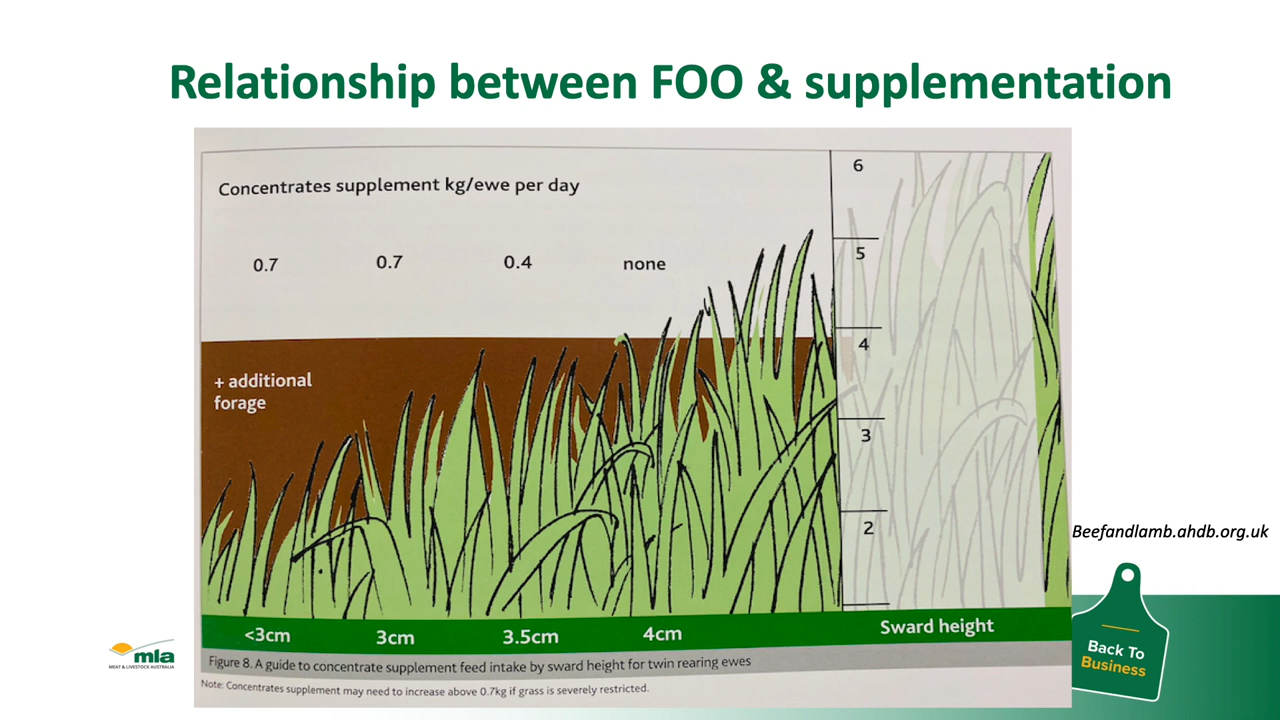 Relationship between FOO & supplementation
Concentrates supplement kg/ewe per day
0.7 0.7 0.4 none
+ additional
forage
6
5
4
3
2
<3cm 3cm 3.5cm 4cm Sward height
Figure 8. A guide to concentrate supplement feed intake by sward height for twin rearing ewes
Note: Concentrates supplement may need to increase above 0.7kg if grass is severely restricted.
Beefandlamb.ahdb.org.uk
mla
MEAT & LIVESTOCK AUSTRALIA
Back To
Business